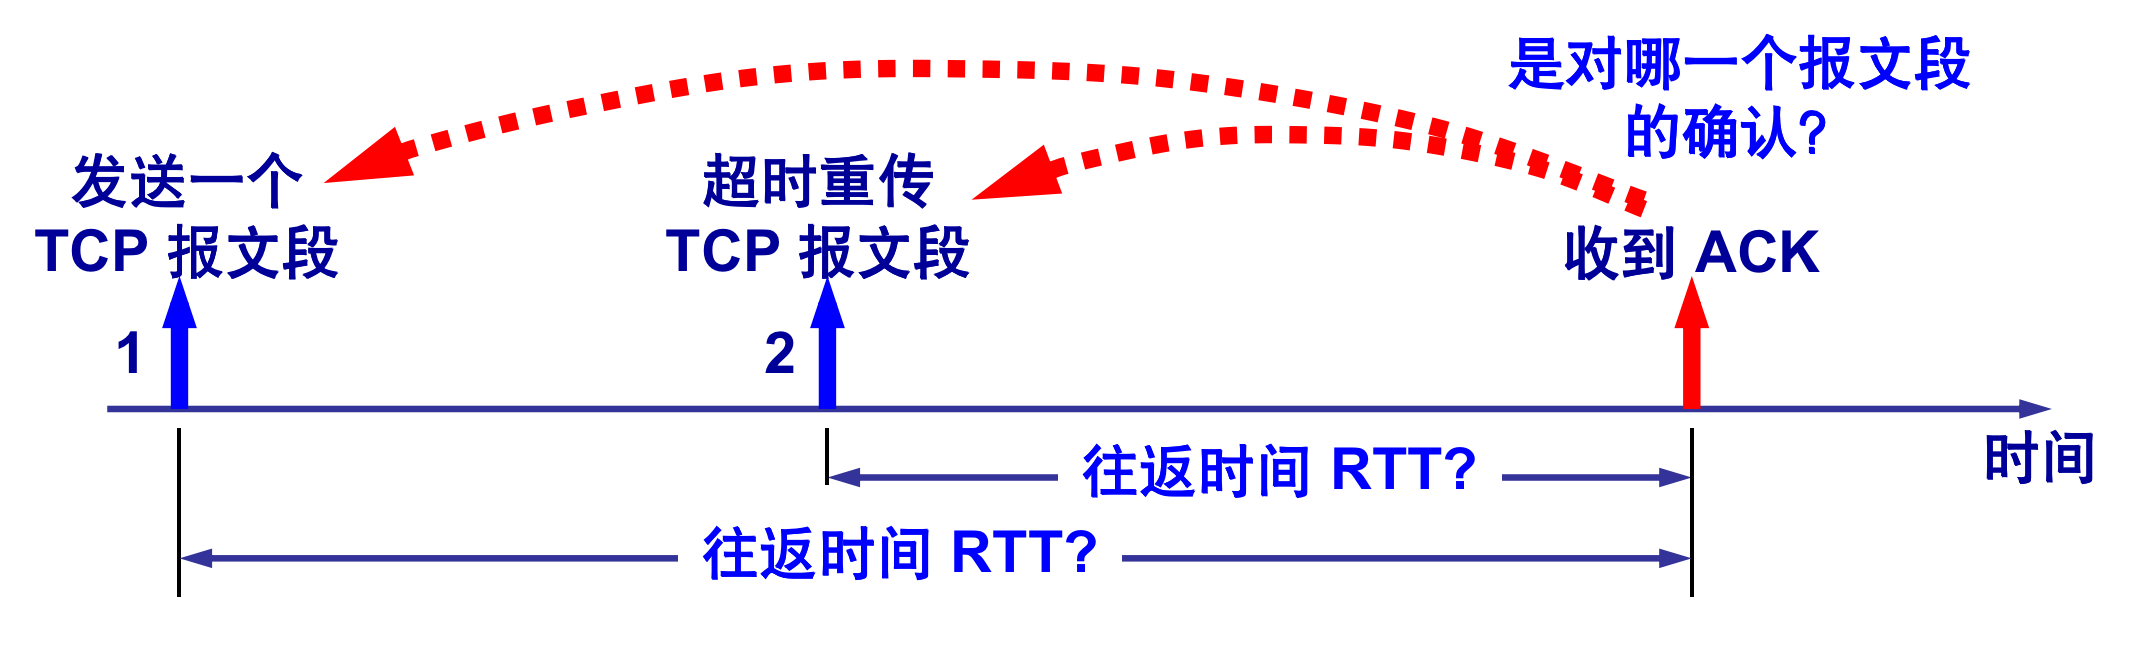 是对哪一个报文段
的确认?
发送一个
TCP 报文段
超时重传
TCP 报文段
收到 ACK
1
2
时间
往返时间 RTT?
往返时间 RTT?